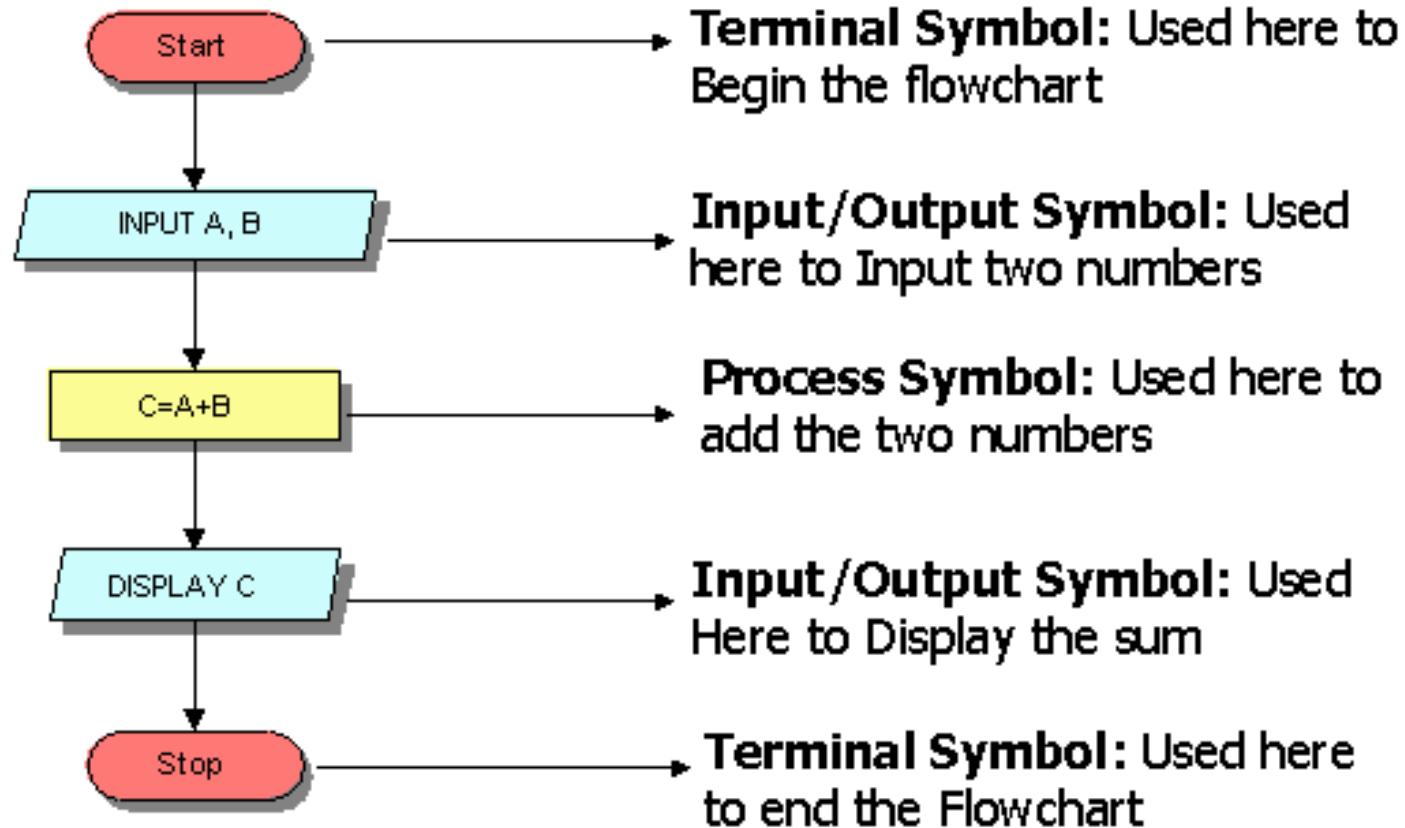 Start
Terminal Symbol: Used here to
Begin the flowchart
INPUT A, B
Input/Output Symbol: Used
here to Input two numbers
C=A+B
Process Symbol: Used here to
add the two numbers
DISPLAY C
Input/Output Symbol: Used
Here to Display the sum
Stop
Terminal Symbol: Used here
to end the Flowchart